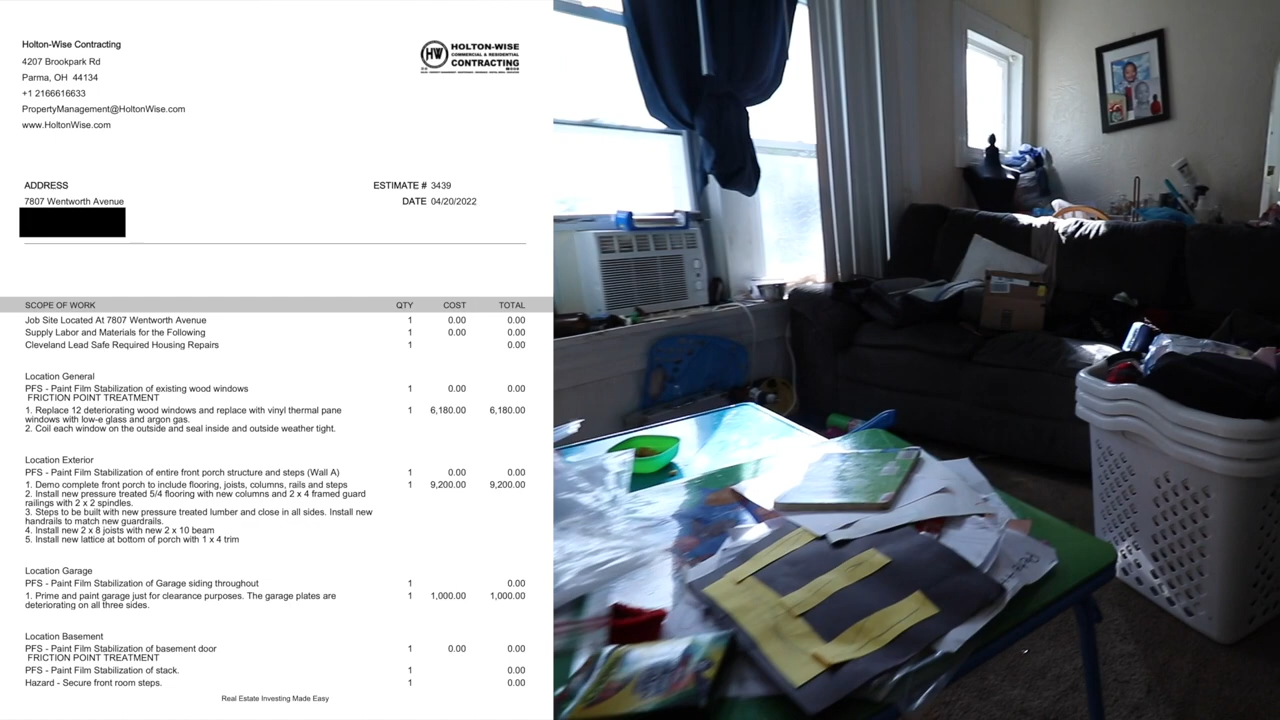 Holton-Wise Contracting
4207 Brookpark Rd
Parma, OH 44134
+1 2166616633
PropertyManagement@HoltonWise.com
www.HoltonWise.com
HW
HOLTON-WISE
COMMERCIAL & RESIDENTIAL
CONTRACTING
ADDRESS
7807 Wentworth Avenue
ESTIMATE # 3439
DATE 04/20/2022
SCOPE OF WORK QTY COST TOTAL
Job Site Located At 7807 Wentworth Avenue 1 0.00 0.00
Supply Labor and Materials for the Following 1 0.00 0.00
Cleveland Lead Safe Required Housing Repairs 1 0.00
Location General
PFS - Paint Film Stabilization of existing wood windows 1 0.00 0.00
FRICTION POINT TREATMENT
1. Replace 12 deteriorating wood windows and replace with vinyl thermal pane 1 6,180.00 6,180.00
windows with low-e glass and argon gas.
2. Coil each window on the outside and seal inside and outside weather tight.
Location Exterior
PFS - Paint Film Stabilization of entire front porch structure and steps (Wall A) 1 0.00 0.00
1. Demo complete front porch to include flooring, joists, columns, rails and steps 1 9,200.00 9,200.00
2. Install new pressure treated 5/4 flooring with new columns and 2 x 4 framed guard
railings with 2 x 2 spindles.
3. Steps to be built with new pressure treated lumber and close in all sides. Install new
handrails to match new guardrails.
4. Install new 2 x 8 joists with new 2 x 10 beam
5. Install new lattice at bottom of porch with 1 x 4 trim
Location Garage
PFS - Paint Film Stabilization of Garage siding throughout 1 0.00
1. Prime and paint garage just for clearance purposes. The garage plates are 1 1,000.00 1,000.00
deteriorating on all three sides.
Location Basement
PFS - Paint Film Stabilization of basement door 1 0.00 0.00
FRICTION POINT TREATMENT
PFS - Paint Film Stabilization of stack. 1 0.00
Hazard - Secure front room steps. 1 0.00
Real Estate Investing Made Easy